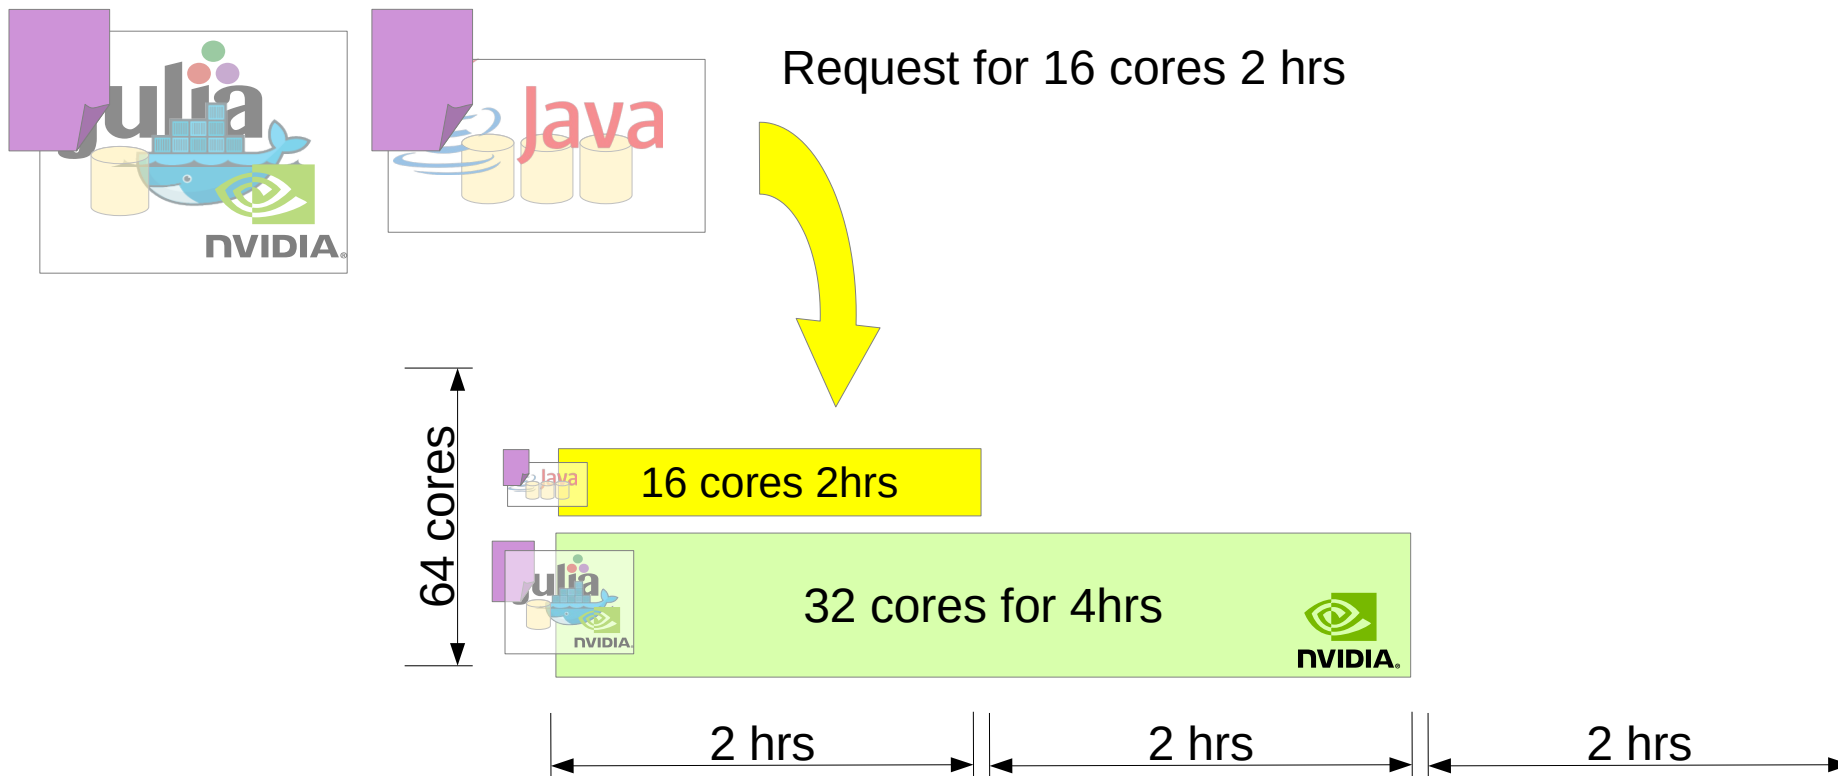 julia
NVIDIA.
Java
Request for 16 cores 2 hrs
64 cores
Java
16 cores 2hrs
julia
NVIDIA.
32 cores for 4hrs
NVIDIA.
2 hrs
2 hrs
2 hrs